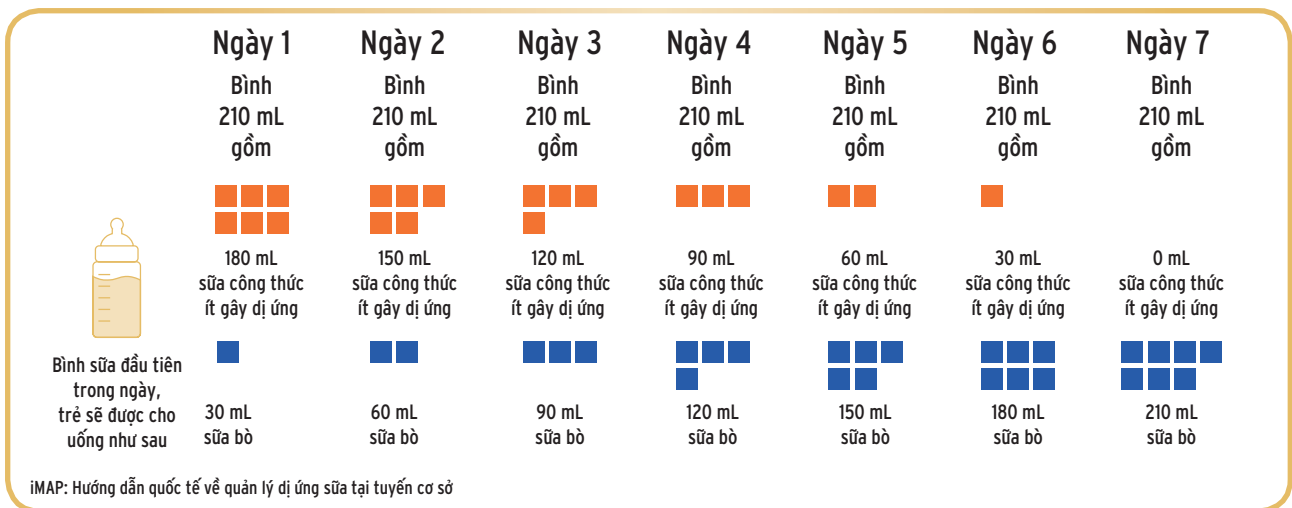 Ngày 1
Bình
210 mL
gồm
180 mL
sữa công thức
ít gây dị ứng
30 mL
sữa bò
Ngày 2
Bình
210 mL
gồm
150 mL
sữa công thức
ít gây dị ứng
60 mL
sữa bò
Ngày 3
Bình
210 mL
gồm
120 mL
sữa công thức
ít gây dị ứng
90 mL
sữa bò
Ngày 4
Bình
210 mL
gồm
90 mL
sữa công thức
ít gây dị ứng
120 mL
sữa bò
Ngày 5
Bình
210 mL
gồm
60 mL
sữa công thức
ít gây dị ứng
150 mL
sữa bò
Ngày 6
Bình
210 mL
gồm
30 mL
sữa công thức
ít gây dị ứng
180 mL
sữa bò
Ngày 7
Bình
210 mL
gồm
0 mL
sữa công thức
ít gây dị ứng
210 mL
sữa bò
Bình sữa đầu tiên
trong ngày,
trẻ sẽ được cho
uống như sau
iMAP: Hướng dẫn quốc tế về quản lý dị ứng sữa tại tuyến cơ sở